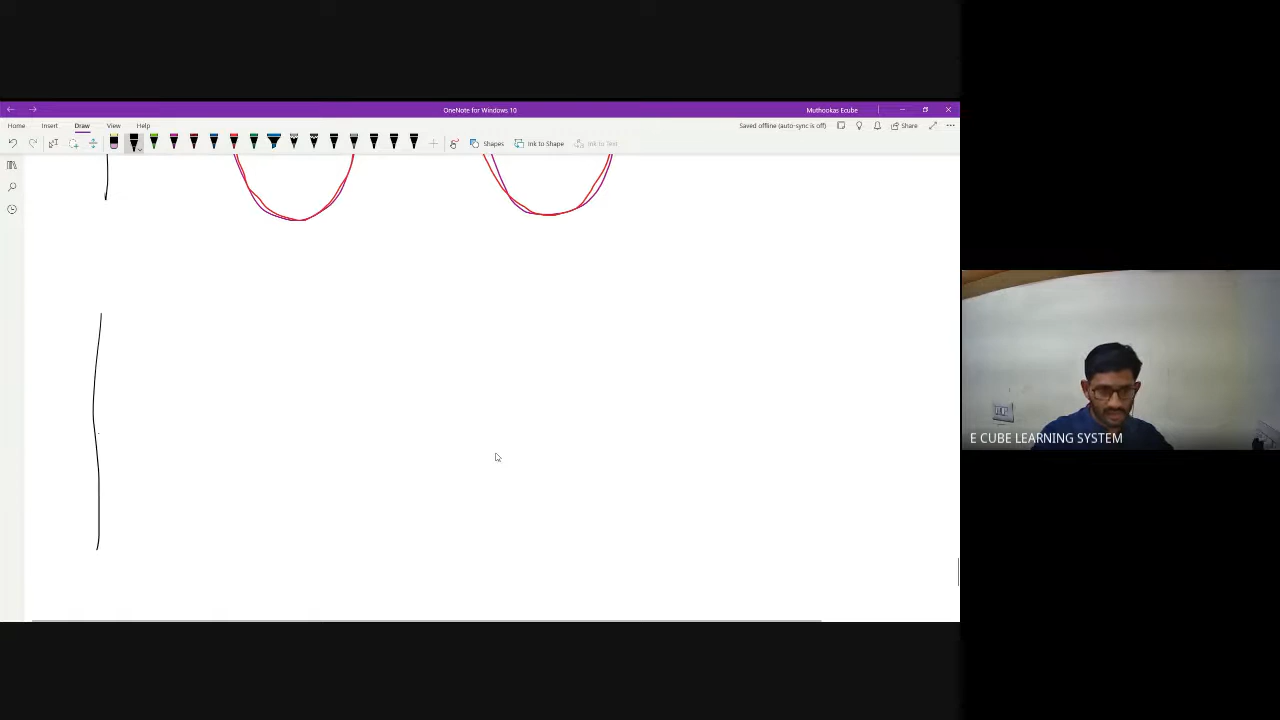 OneNote for Windows 10
Muthookas Ecube
Home Insert Draw View Help
Saved offline (auto-sync is off)
Share
Shapes
Ink to Shape
Ink to Text
E CUBE LEARNING SYSTEM